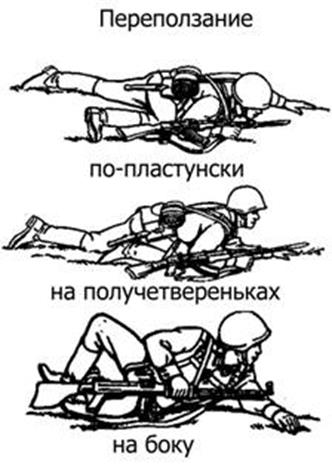 Переползание
по-пластунски
на получетвереньках
на боку